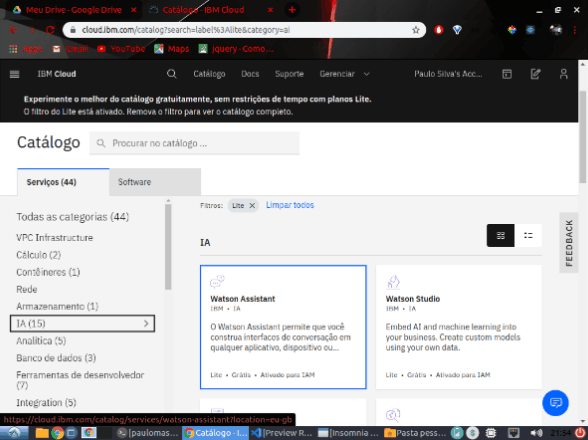 Meu Drive - Google Drive
Catálogo - IBM Cloud
cloud.ibm.com/catalog?search=label%3Alite&category=ai
Apps
Gmail
YouTube
Maps
jquery - Como...
IBM Cloud
Catálogo
Docs
Suporte
Gerenciar
Paulo Silva's Acc...
Experimente o melhor do catálogo gratuitamente, sem restrições de tempo com planos Lite.
O filtro do Lite está ativado. Remova o filtro para ver o catálogo completo.
Catálogo
Procurar no catálogo ...
Serviços (44)
Software
Todas as categorias (44)
VPC Infrastructure
Cálculo (2)
Contêineres (1)
Rede
Armazenamento (1)
IA (15)
Analítica (5)
Banco de dados (3)
Ferramentas de desenvolvedor
(7)
Integration (5)
Filtros:
Lite
Limpar todos
IA
FEEDBACK
Watson Assistant
IBM • IA
O Watson Assistant permite que você
construa interfaces de conversação em
qualquer aplicativo, dispositivo ou...
Lite • Grátis • Ativado para IAM
Watson Studio
IBM • IA
Embed AI and machine learning into
your business. Create custom models
using your own data.
Lite • Grátis • Ativado para IAM
https://cloud.ibm.com/catalog/services/watson-assistant?location=eu-gb
[paulomas
Catálogo - I...
[Preview R...
[Insomnia ...
[Pasta pess...
21:54